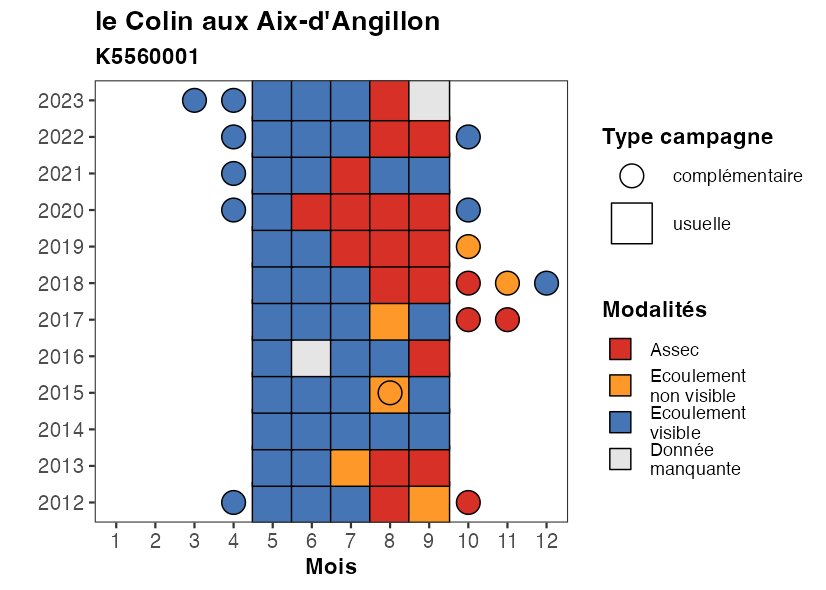 le Colin aux Aix-d'Angillon
K5560001
2023
2022
2021
2020
2019
2018
2017
2016
2015
2014
2013
2012
1 2 3 4 5 6 7 8 9 10 11 12
Mois
Type campagne
complémentaire
usuelle
Modalités
Assec
Ecoulement
non visible
Ecoulement
visible
Donnée
manquante